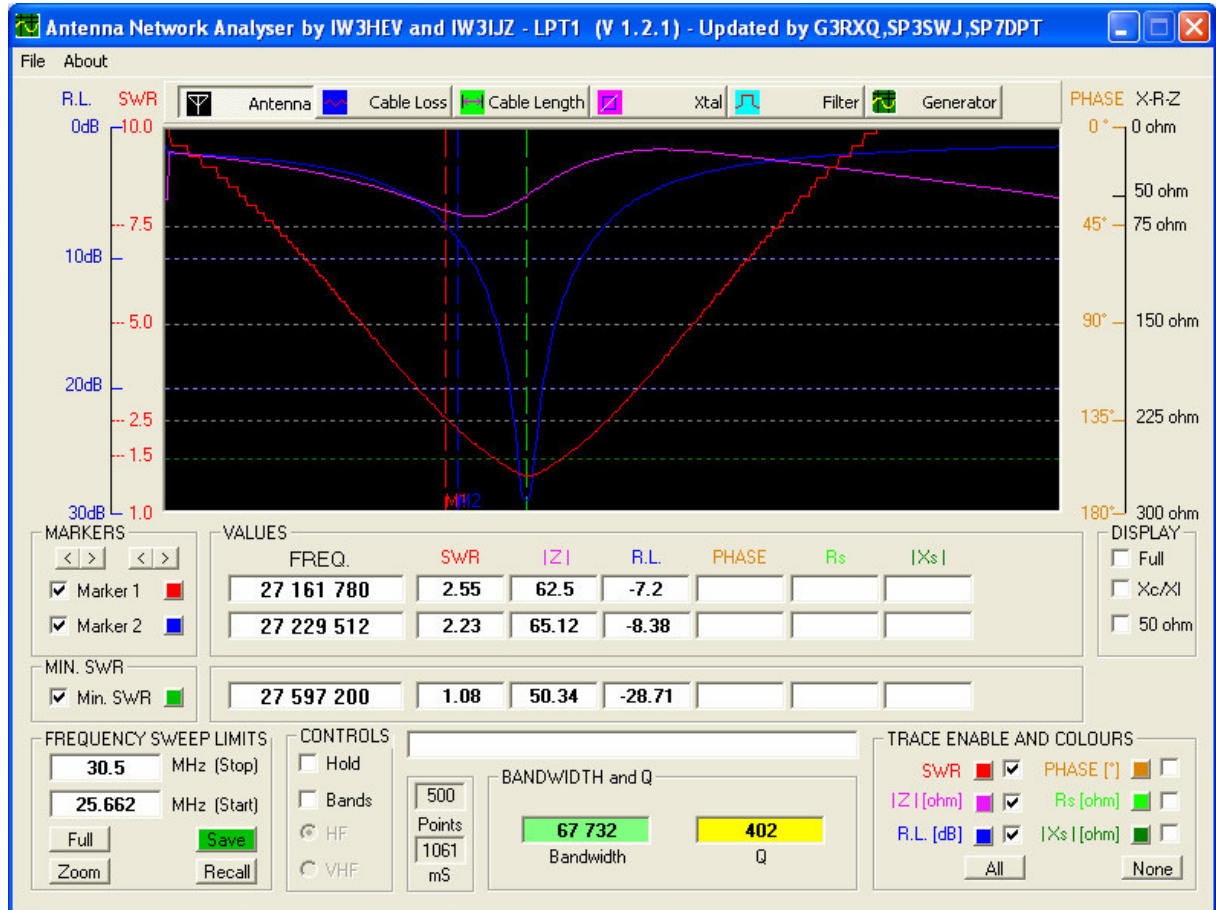 Antenna Network Analyser by IW3HEV and IW3IJZ - LPT1 (V 1.2.1) - Updated by G3RXQ,SP3SWJ,SP7DPT
File About
R.L. SWR Antenna Cable Loss Cable Length Xtal Filter Generator PHASE X-R-Z
0dB 10.0 0 ° 0 ohm
50 ohm
7.5 45° 75 ohm
10dB
5.0 90° 150 ohm
20dB
2.5 135° 225 ohm
1.5
M1 M2
30dB 1.0 180° 300 ohm
MARKERS VALUES DISPLAY
< > < > FREQ. SWR |Z| R.L. PHASE Rs |Xs| Full
Marker 1 27 161 780 2.55 62.5 -7.2 Xc/Xl
Marker 2 27 229 512 2.23 65.12 -8.38 50 ohm
MIN. SWR
Min. SWR 27 597 200 1.08 50.34 -28.71
FREQUENCY SWEEP LIMITS CONTROLS TRACE ENABLE AND COLOURS
30.5 MHz (Stop) Hold SWR PHASE [°]
25.662 MHz (Start) Bands 500 BANDWIDTH and Q |Z| [ohm] Rs [ohm]
Full Save HF Points 67 732 402 R.L. [dB] |Xs| [ohm]
Zoom Recall VHF 1061 Bandwidth Q All None
mS